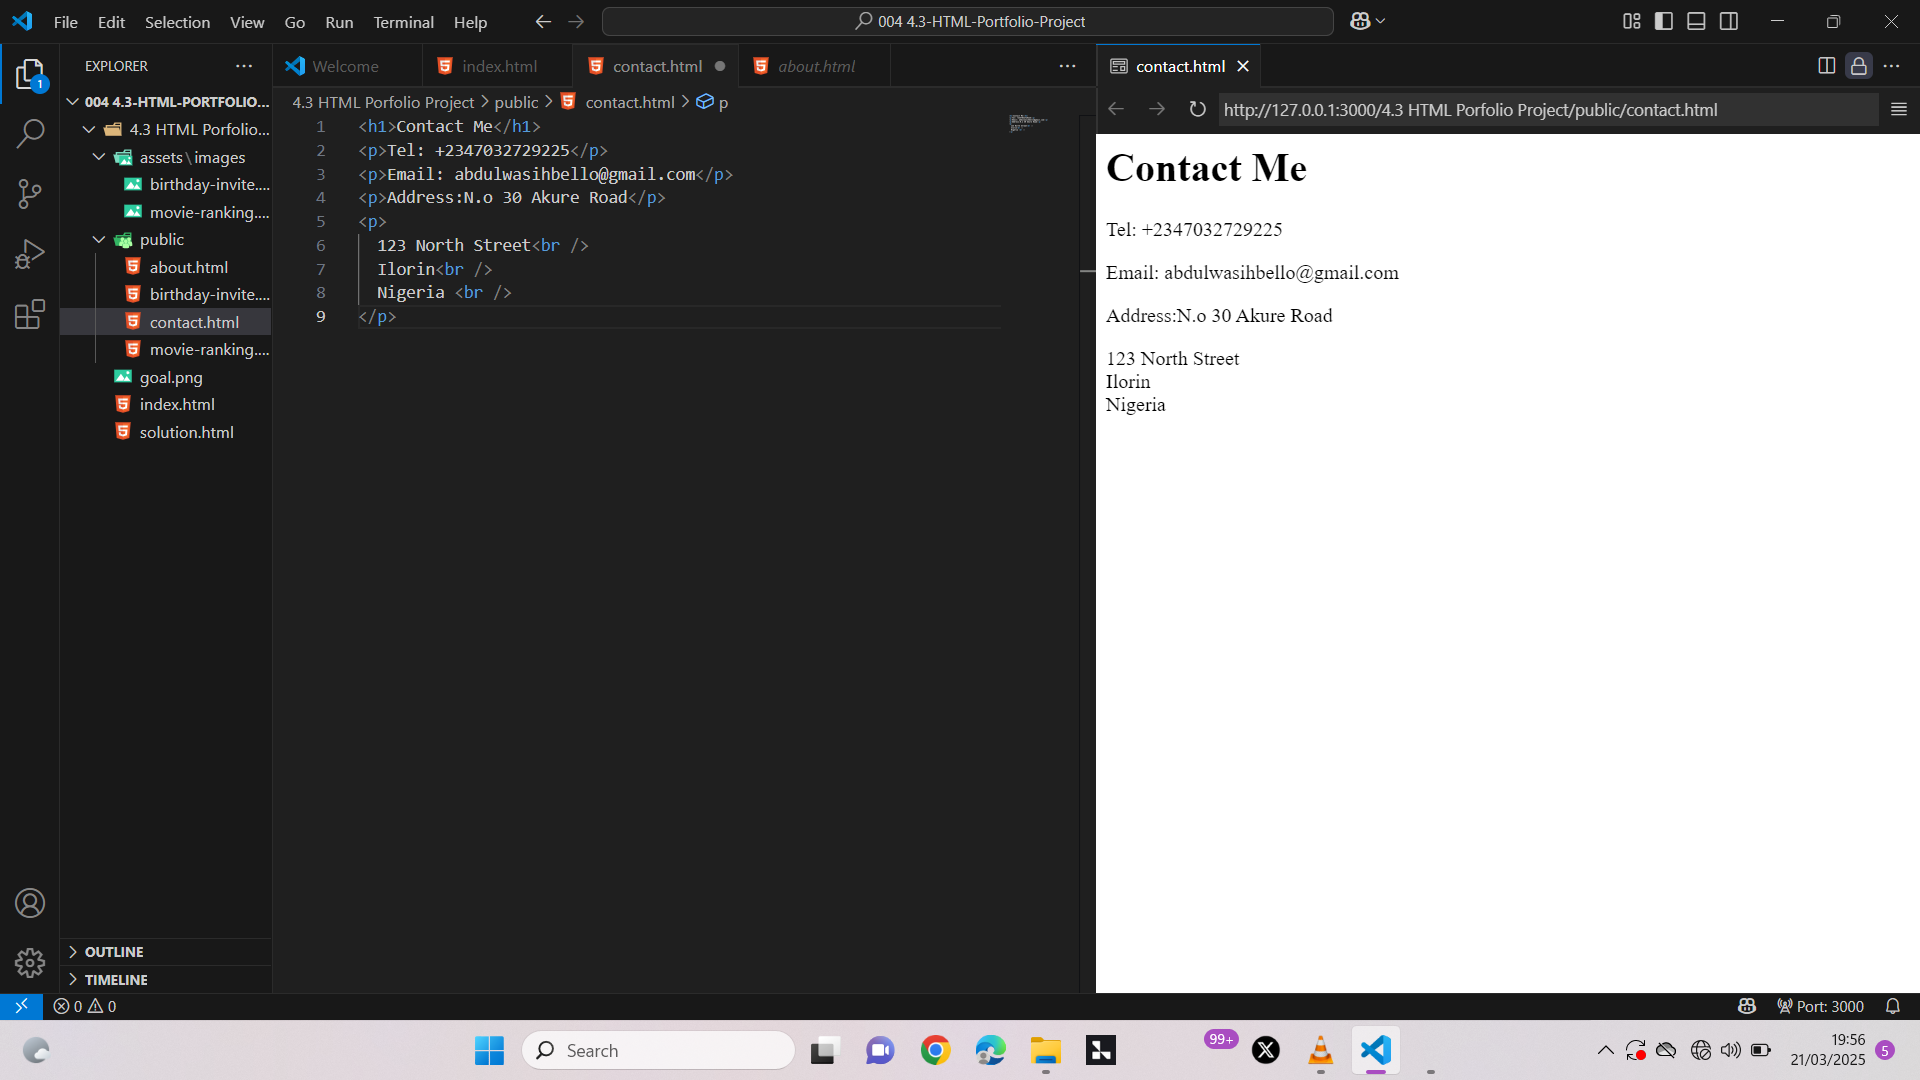 File Edit Selection View Go Run Terminal Help
004 4.3-HTML-Portfolio-Project
EXPLORER
1
004 4.3-HTML-PORTFOLIO...
4.3 HTML Porfolio...
assets\images
birthday-invite....
movie-ranking....
public
about.html
birthday-invite....
contact.html
movie-ranking....
goal.png
index.html
solution.html
OUTLINE
TIMELINE
Welcome index.html contact.html about.html
4.3 HTML Porfolio Project > public > contact.html > p
1 <h1>Contact Me</h1>
2 <p>Tel: +2347032729225</p>
3 <p>Email: abdulwasihbello@gmail.com</p>
4 <p>Address:N.o 30 Akure Road</p>
5 <p>
6 123 North Street<br />
7 Ilorin<br />
8 Nigeria <br />
9 </p>
contact.html
http://127.0.0.1:3000/4.3 HTML Porfolio Project/public/contact.html
Contact Me
Tel: +2347032729225
Email: abdulwasihbello@gmail.com
Address:N.o 30 Akure Road
123 North Street
Ilorin
Nigeria
0 0
Port: 3000
Search
99+
19:56
21/03/2025
5